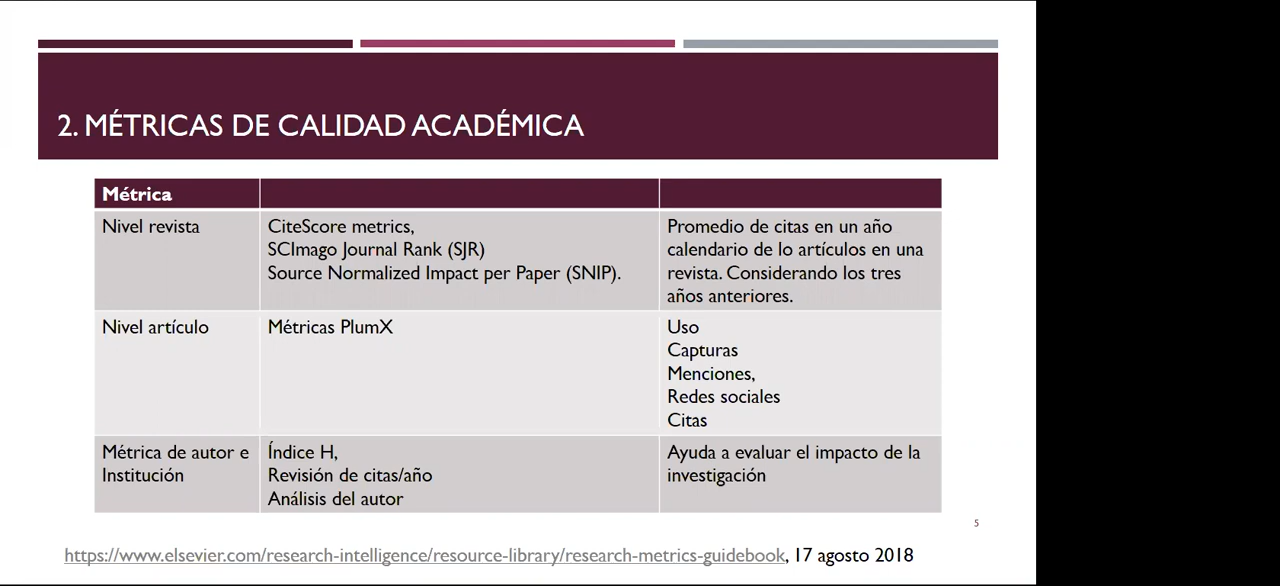 2. MÉTRICAS DE CALIDAD ACADÉMICA
Métrica
Nivel revista
CiteScore metrics,
SCImago Journal Rank (SJR)
Source Normalized Impact per Paper (SNIP).
Promedio de citas en un año
calendario de lo artículos en una
revista. Considerando los tres
años anteriores.
Nivel artículo
Métricas PlumX
Uso
Capturas
Menciones,
Redes sociales
Citas
Métrica de autor e
Institución
Índice H,
Revisión de citas/año
Análisis del autor
Ayuda a evaluar el impacto de la
investigación
5
https://www.elsevier.com/research-intelligence/resource-library/research-metrics-guidebook, 17 agosto 2018